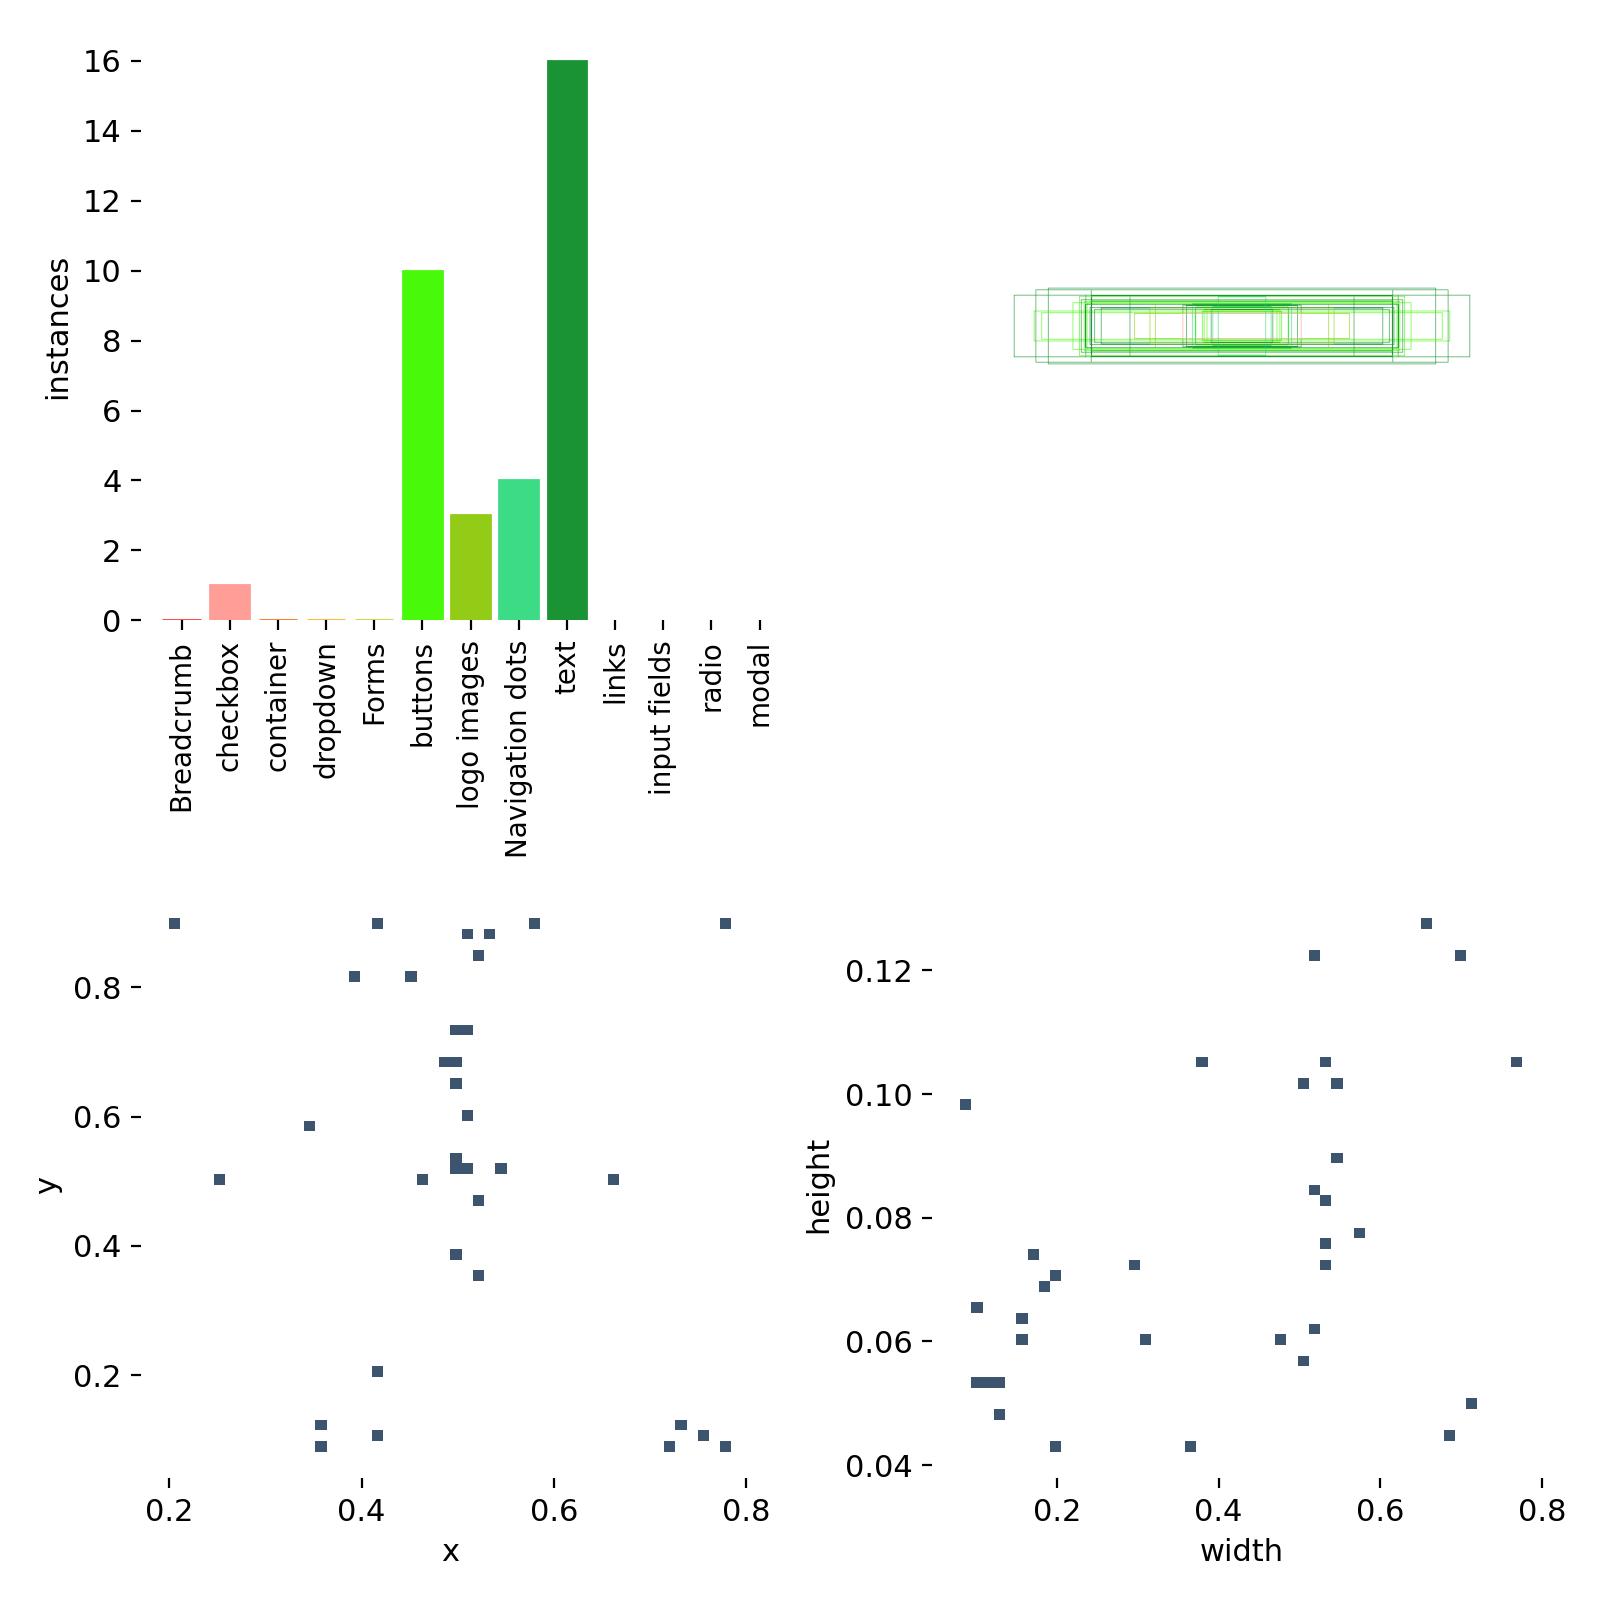 16
14
12
10
8
6
4
2
0
instances
Breadcrumb
checkbox
container
dropdown
Forms
buttons
logo images
Navigation dots
text
links
input fields
radio
modal
0.8
0.6
0.4
0.2
y
0.2 0.4 0.6 0.8
x
0.12
0.10
0.08
0.06
0.04
height
0.2 0.4 0.6 0.8
width